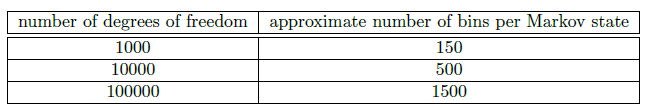 number of degrees of freedom approximate number of bins per Markov state
1000 150
10000 500
100000 1500